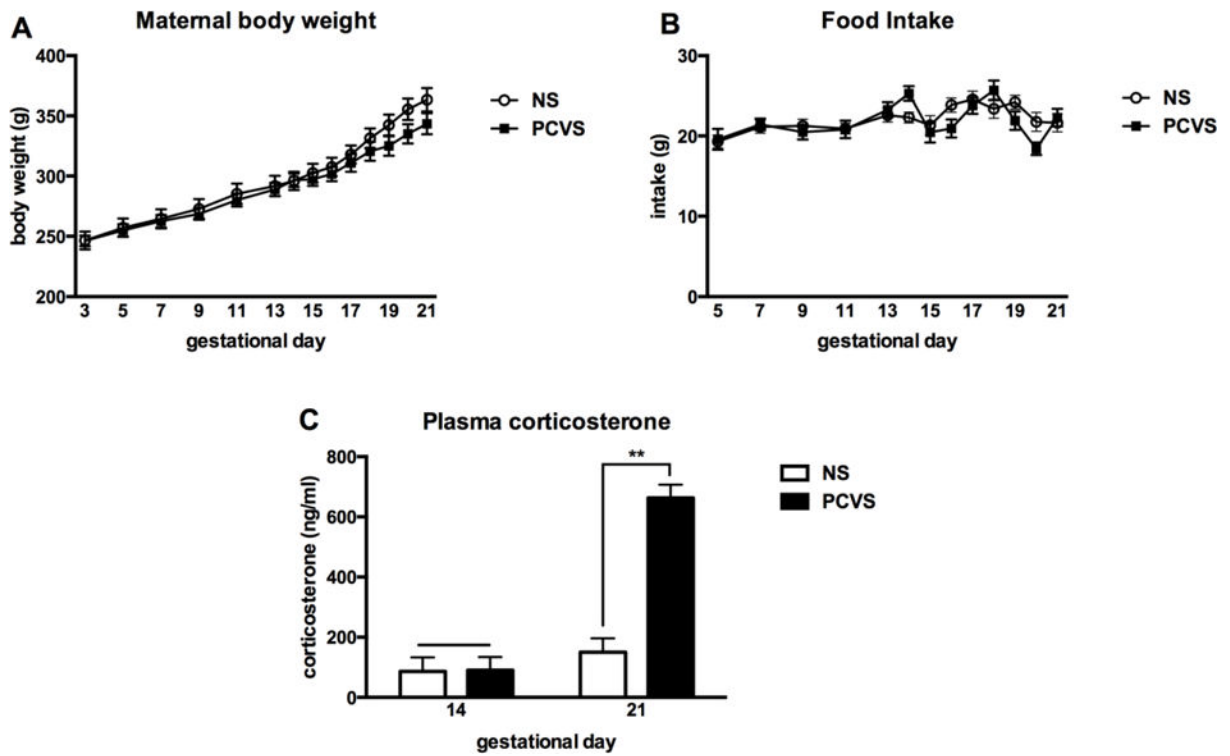 A
Maternal body weight
400
350
300
250
200
body weight (g)
3 5 7 9 11 13 15 17 19 21
gestational day
NS
PCVS
B
Food Intake
30
20
10
0
intake (g)
5 7 9 11 13 15 17 19 21
gestational day
NS
PCVS
C
Plasma corticosterone
800
600
400
200
0
corticosterone (ng/ml)
**
14 21
gestational day
NS
PCVS